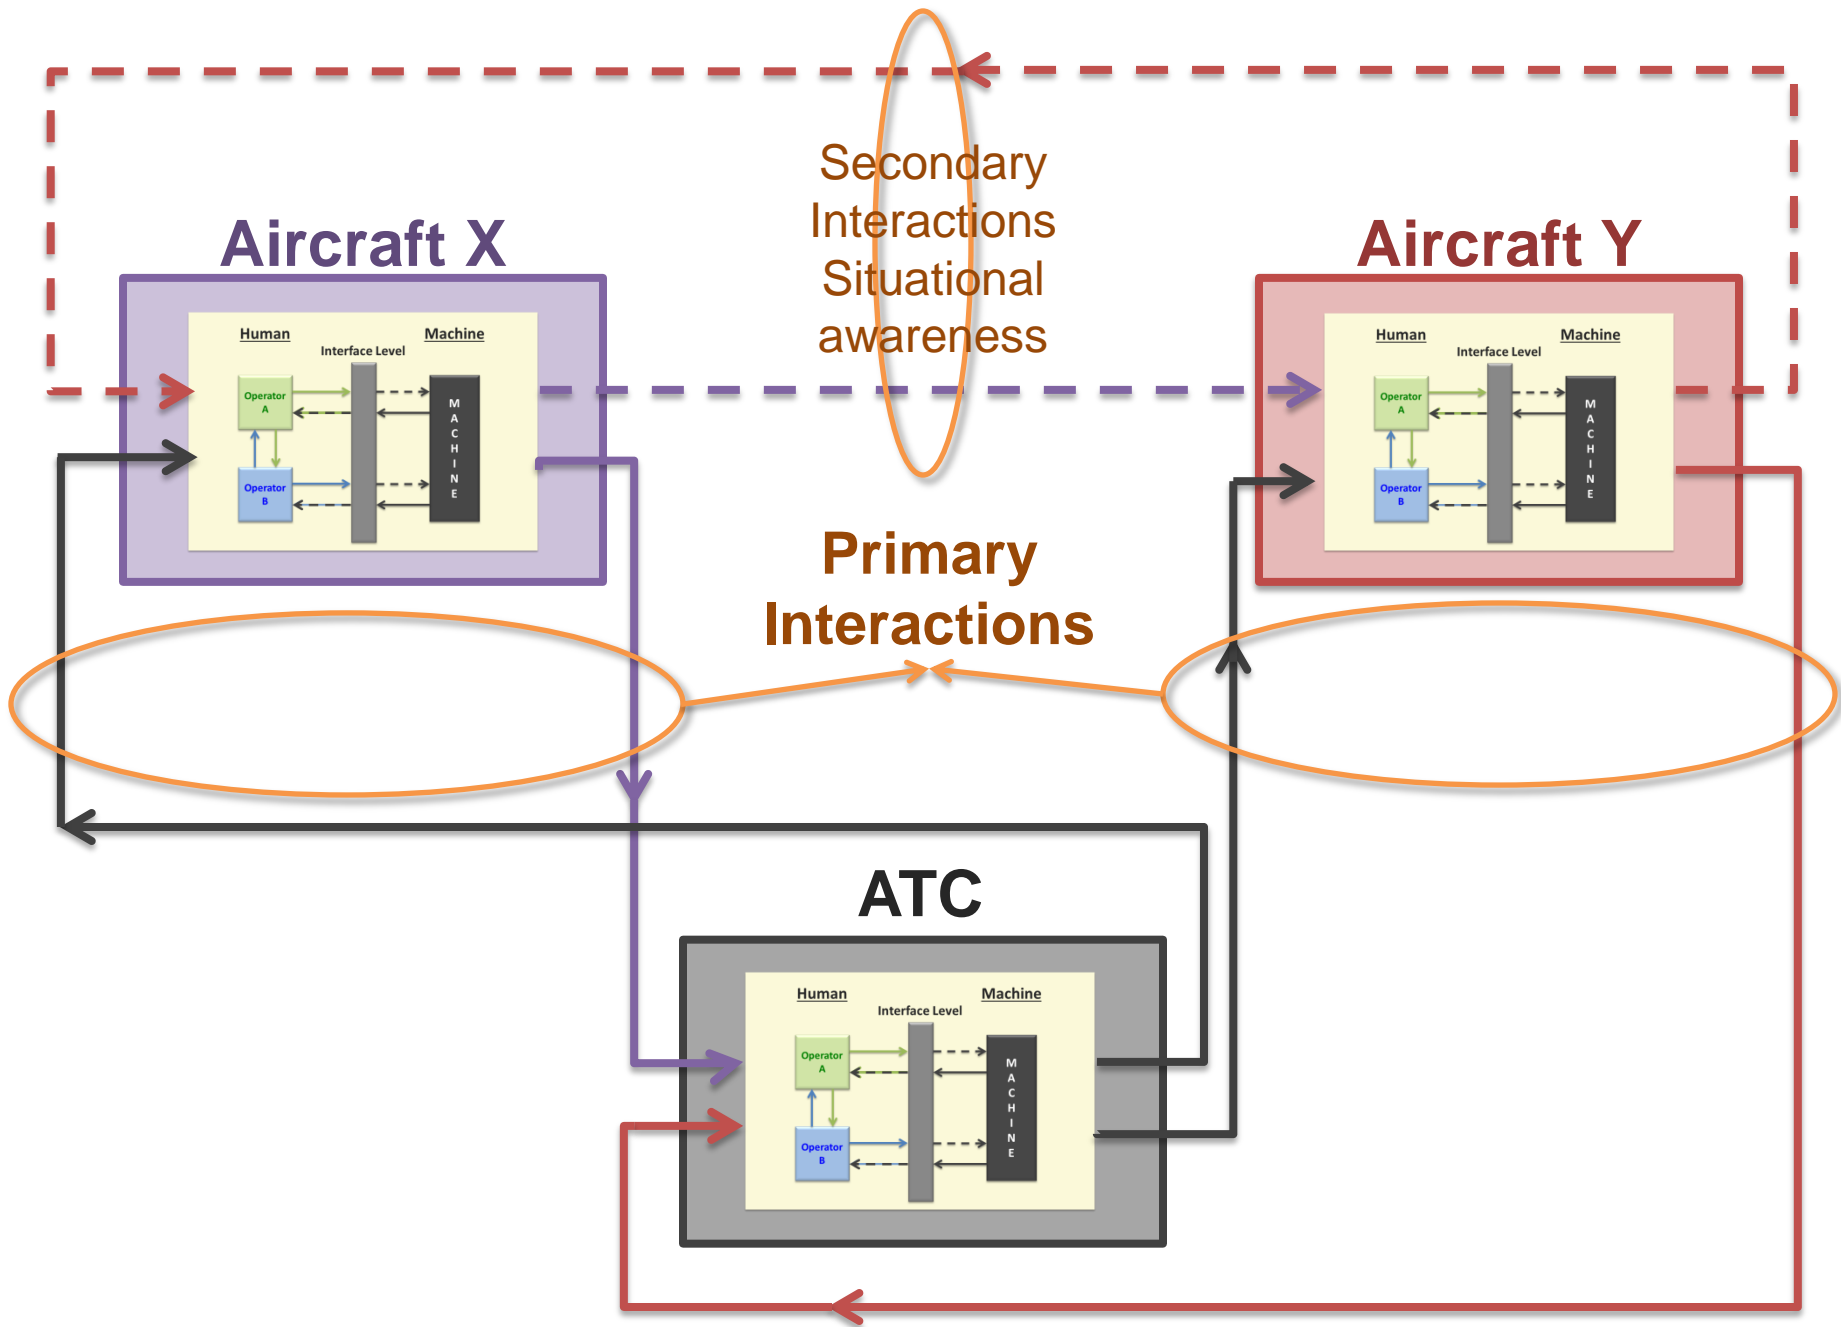 Secondary
Interactions
Situational
awareness
Aircraft X
Human
Machine
Interface Level
Operator
A
Operator
B
M
A
C
H
I
N
E
Aircraft Y
Human
Machine
Interface Level
Operator
A
Operator
B
M
A
C
H
I
N
E
Primary
Interactions
ATC
Human
Machine
Interface Level
Operator
A
Operator
B
M
A
C
H
I
N
E